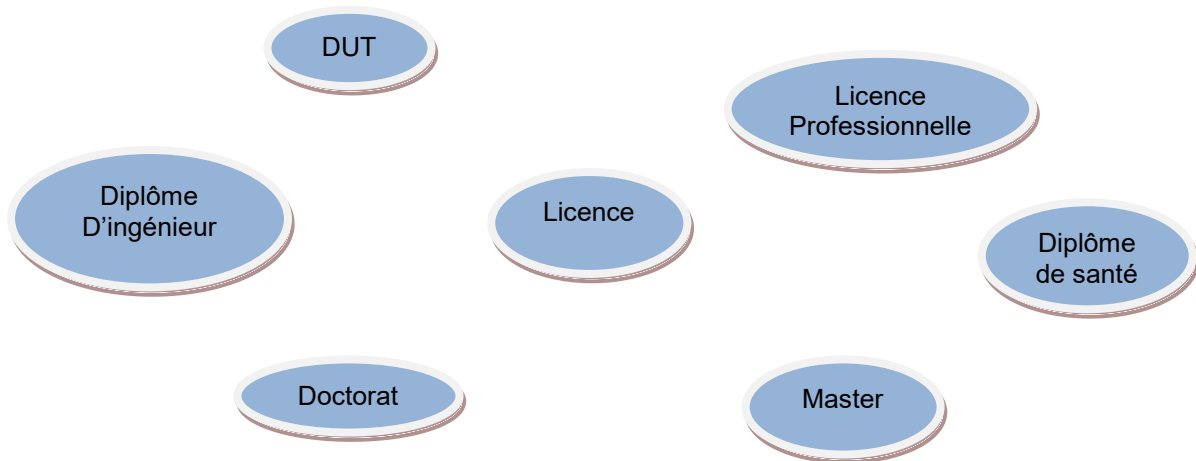 DUT
Licence
Professionnelle
Diplôme
D’ingénieur
Licence
Diplôme
de santé
Doctorat
Master